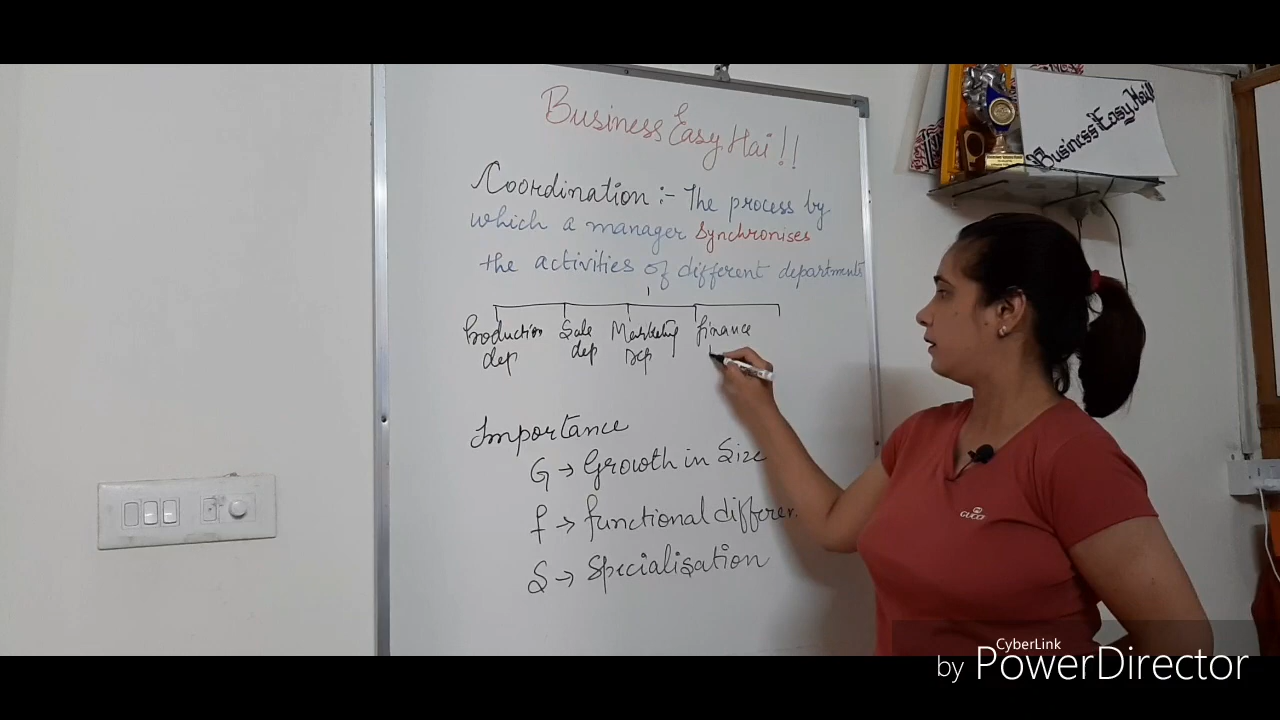 Business Easy Hai!!
Business Easy Hai!!
Coordination :- The process by
which a manager Synchronises
the activities of different departments
Production Sale Marketing finance
dep dep Dep
Importance
G → Growth in Size
f → functional differen
S → Specialisation
GUCCI
CyberLink
by PowerDirector